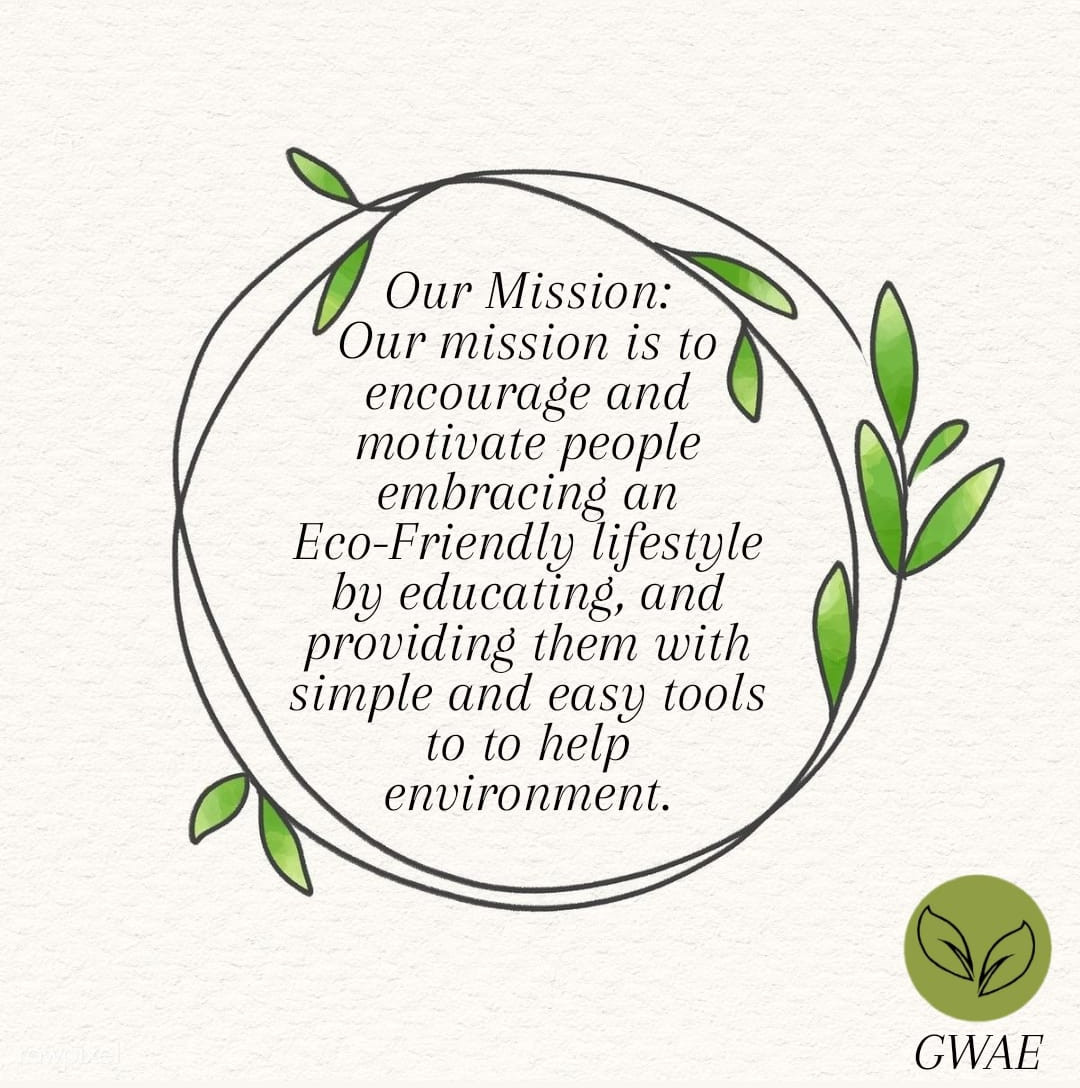 Our Mission:
Our mission is to
encourage and
motivate people
embracing an
Eco-Friendly lifestyle
by educating, and
providing them with
simple and easy tools
to to help
environment.
GWAE
rawpixel